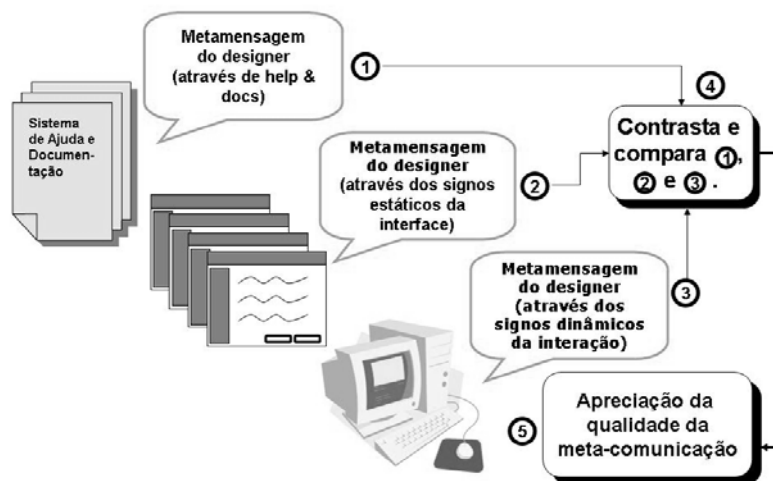 Metamensagem
do designer
(através de help &
docs)
①
④
Sistema
de Ajuda e
Documen-
tação
Contrasta e
compara ①,
② e ③ .
Metamensagem
do designer
(através dos signos
estáticos da
interface)
②
Metamensagem
do designer
(através dos
signos dinâmicos
da interação)
③
⑤
Apreciação da
qualidade da
meta-comunicação